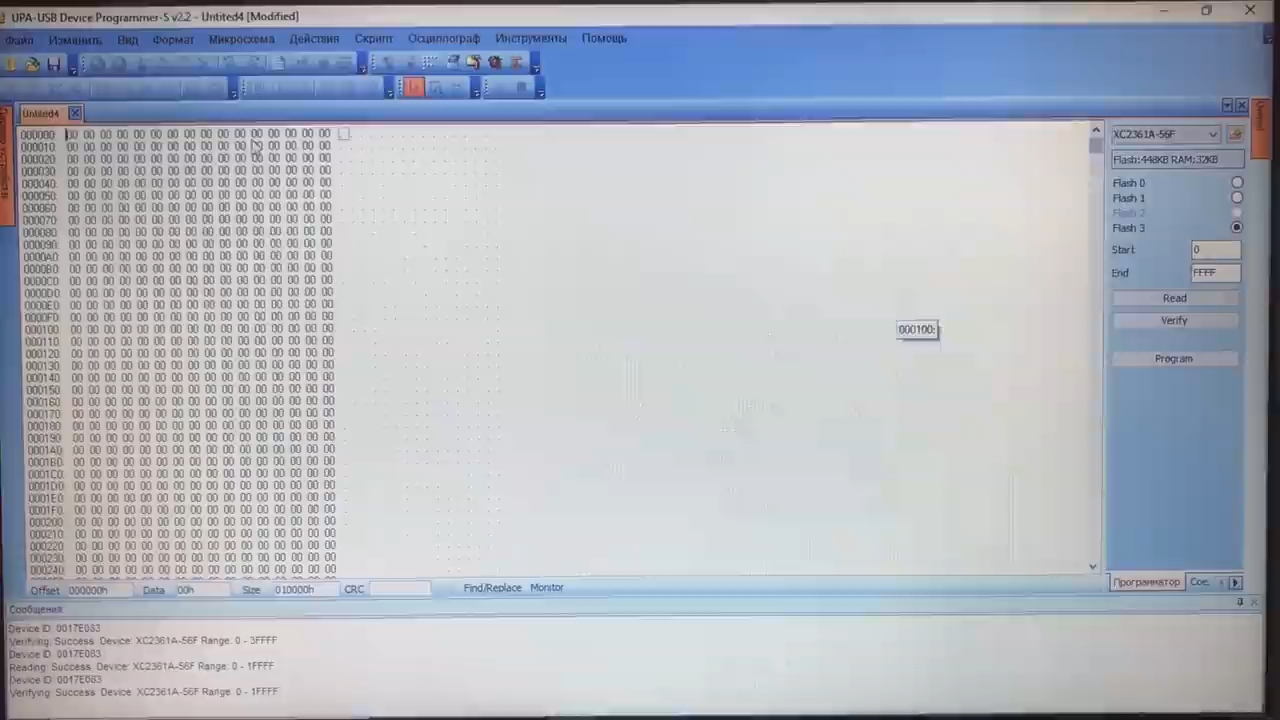 UPA-USB Device Programmer-S v2.2 - Untited4 [Modified]
Файл Изменить Вид Формат Микросхема Действия Скрипт Осциллограф Инструменты Помощь
Untited4
000000: 00 00 00 00 00 00 00 00 00 00 00 00 00 00 00 00
000010: 00 00 00 00 00 00 00 00 00 00 00 00 00 00 00 00
000020: 00 00 00 00 00 00 00 00 00 00 00 00 00 00 00 00
000030: 00 00 00 00 00 00 00 00 00 00 00 00 00 00 00 00
000040: 00 00 00 00 00 00 00 00 00 00 00 00 00 00 00 00
000050: 00 00 00 00 00 00 00 00 00 00 00 00 00 00 00 00
000060: 00 00 00 00 00 00 00 00 00 00 00 00 00 00 00 00
000070: 00 00 00 00 00 00 00 00 00 00 00 00 00 00 00 00
000080: 00 00 00 00 00 00 00 00 00 00 00 00 00 00 00 00
000090: 00 00 00 00 00 00 00 00 00 00 00 00 00 00 00 00
0000A0: 00 00 00 00 00 00 00 00 00 00 00 00 00 00 00 00
0000B0: 00 00 00 00 00 00 00 00 00 00 00 00 00 00 00 00
0000C0: 00 00 00 00 00 00 00 00 00 00 00 00 00 00 00 00
0000D0: 00 00 00 00 00 00 00 00 00 00 00 00 00 00 00 00
0000E0: 00 00 00 00 00 00 00 00 00 00 00 00 00 00 00 00
0000F0: 00 00 00 00 00 00 00 00 00 00 00 00 00 00 00 00
000100: 00 00 00 00 00 00 00 00 00 00 00 00 00 00 00 00
000110: 00 00 00 00 00 00 00 00 00 00 00 00 00 00 00 00
000120: 00 00 00 00 00 00 00 00 00 00 00 00 00 00 00 00
000130: 00 00 00 00 00 00 00 00 00 00 00 00 00 00 00 00
000140: 00 00 00 00 00 00 00 00 00 00 00 00 00 00 00 00
000150: 00 00 00 00 00 00 00 00 00 00 00 00 00 00 00 00
000160: 00 00 00 00 00 00 00 00 00 00 00 00 00 00 00 00
000170: 00 00 00 00 00 00 00 00 00 00 00 00 00 00 00 00
000180: 00 00 00 00 00 00 00 00 00 00 00 00 00 00 00 00
000190: 00 00 00 00 00 00 00 00 00 00 00 00 00 00 00 00
0001A0: 00 00 00 00 00 00 00 00 00 00 00 00 00 00 00 00
0001B0: 00 00 00 00 00 00 00 00 00 00 00 00 00 00 00 00
0001C0: 00 00 00 00 00 00 00 00 00 00 00 00 00 00 00 00
0001D0: 00 00 00 00 00 00 00 00 00 00 00 00 00 00 00 00
0001E0: 00 00 00 00 00 00 00 00 00 00 00 00 00 00 00 00
0001F0: 00 00 00 00 00 00 00 00 00 00 00 00 00 00 00 00
000200: 00 00 00 00 00 00 00 00 00 00 00 00 00 00 00 00
000210: 00 00 00 00 00 00 00 00 00 00 00 00 00 00 00 00
000220: 00 00 00 00 00 00 00 00 00 00 00 00 00 00 00 00
000230: 00 00 00 00 00 00 00 00 00 00 00 00 00 00 00 00
000240: 00 00 00 00 00 00 00 00 00 00 00 00 00 00 00 00
000100:
XC2361A-56F
Flash:448KB RAM:32KB
Flash 0
Flash 1
Flash 2
Flash 3
Start 0
End FFFF
Read
Verify
Program
Программатор Сое.
Offset 000000h Data 00h Size 010000h CRC Find/Replace Monitor
Сообщения
Device ID: 0017E083
Verifying: Success. Device: XC2361A-56F Range: 0 - 3FFFF
Device ID: 0017E083
Reading: Success. Device: XC2361A-56F Range: 0 - 1FFFF
Device ID: 0017E083
Verifying: Success. Device: XC2361A-56F Range: 0 - 1FFFF